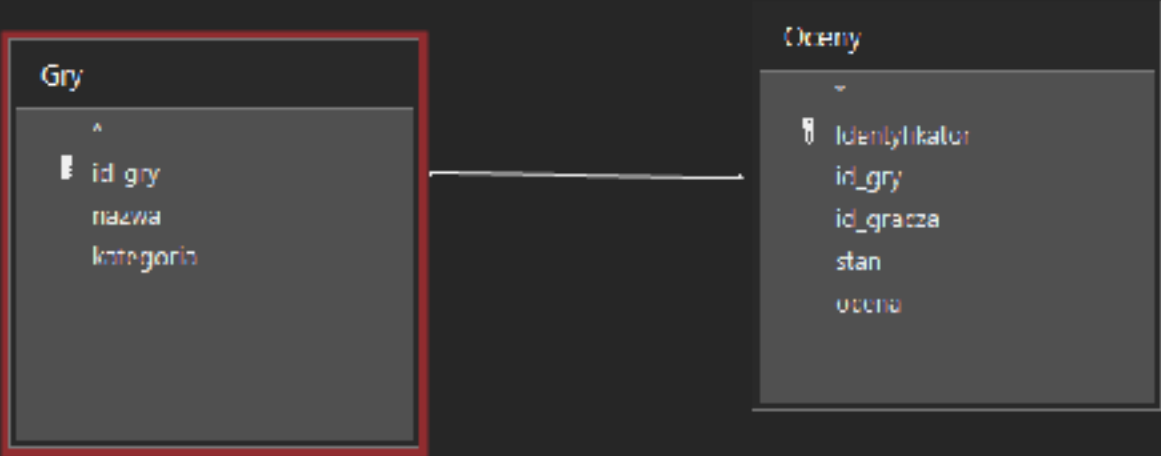 Gry
*
id_gry
nazwa
kategoria
Oceny
*
Identyfikator
id_gry
id_gracza
stan
ocena